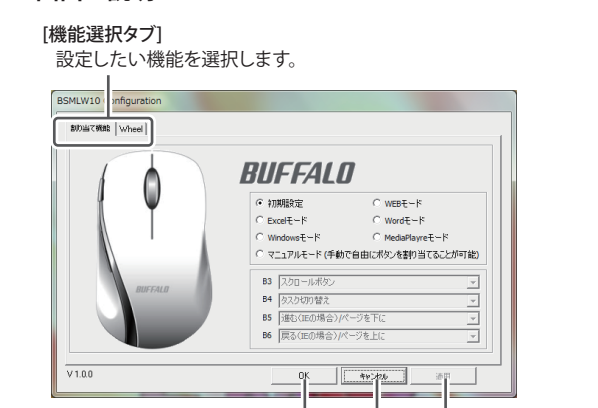 [機能選択タブ]
設定したい機能を選択します。
BSMLW10 Configuration
割り当て機能 Wheel
BUFFALO
初期設定 WEBモード
Excelモード Wordモード
Windowsモード MediaPlayreモード
マニュアルモード (手動で自由にボタンを割り当てることが可能)
BUFFALO
B3 スクロールボタン
B4 タスク切り替え
B5 進む(IEの場合)/ページを下に
B6 戻る(IEの場合)/ページを上に
V 1.0.0
OK キャンセル 適用